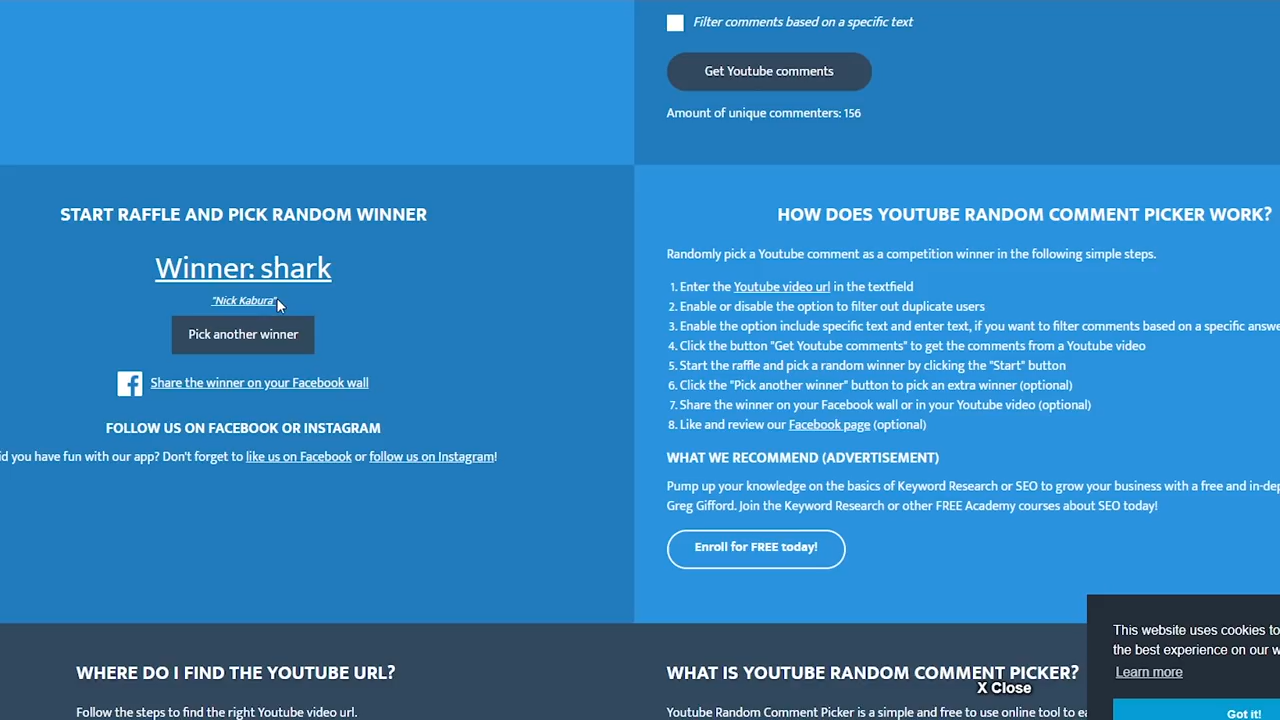 Filter comments based on a specific text
Get Youtube comments
Amount of unique commenters: 156
START RAFFLE AND PICK RANDOM WINNER
Winner: shark
"Nick Kabura"
Pick another winner
Share the winner on your Facebook wall
FOLLOW US ON FACEBOOK OR INSTAGRAM
you have fun with our app? Don't forget to like us on Facebook or follow us on Instagram!
HOW DOES YOUTUBE RANDOM COMMENT PICKER WORK?
Randomly pick a Youtube comment as a competition winner in the following simple steps.
1. Enter the Youtube video url in the textfield
2. Enable or disable the option to filter out duplicate users
3. Enable the option include specific text and enter text, if you want to filter comments based on a specific answe
4. Click the button "Get Youtube comments" to get the comments from a Youtube video
5. Start the raffle and pick a random winner by clicking the "Start" button
6. Click the "Pick another winner" button to pick an extra winner (optional)
7. Share the winner on your Facebook wall or in your Youtube video (optional)
8. Like and review our Facebook page (optional)
WHAT WE RECOMMEND (ADVERTISEMENT)
Pump up your knowledge on the basics of Keyword Research or SEO to grow your business with a free and in-dep
Greg Gifford. Join the Keyword Research or other FREE Academy courses about SEO today!
Enroll for FREE today!
This website uses cookies to
the best experience on our w
Learn more
Got it!
WHERE DO I FIND THE YOUTUBE URL?
Follow the steps to find the right Youtube video url.
WHAT IS YOUTUBE RANDOM COMMENT PICKER?
X Close
Youtube Random Comment Picker is a simple and free to use online tool to ea